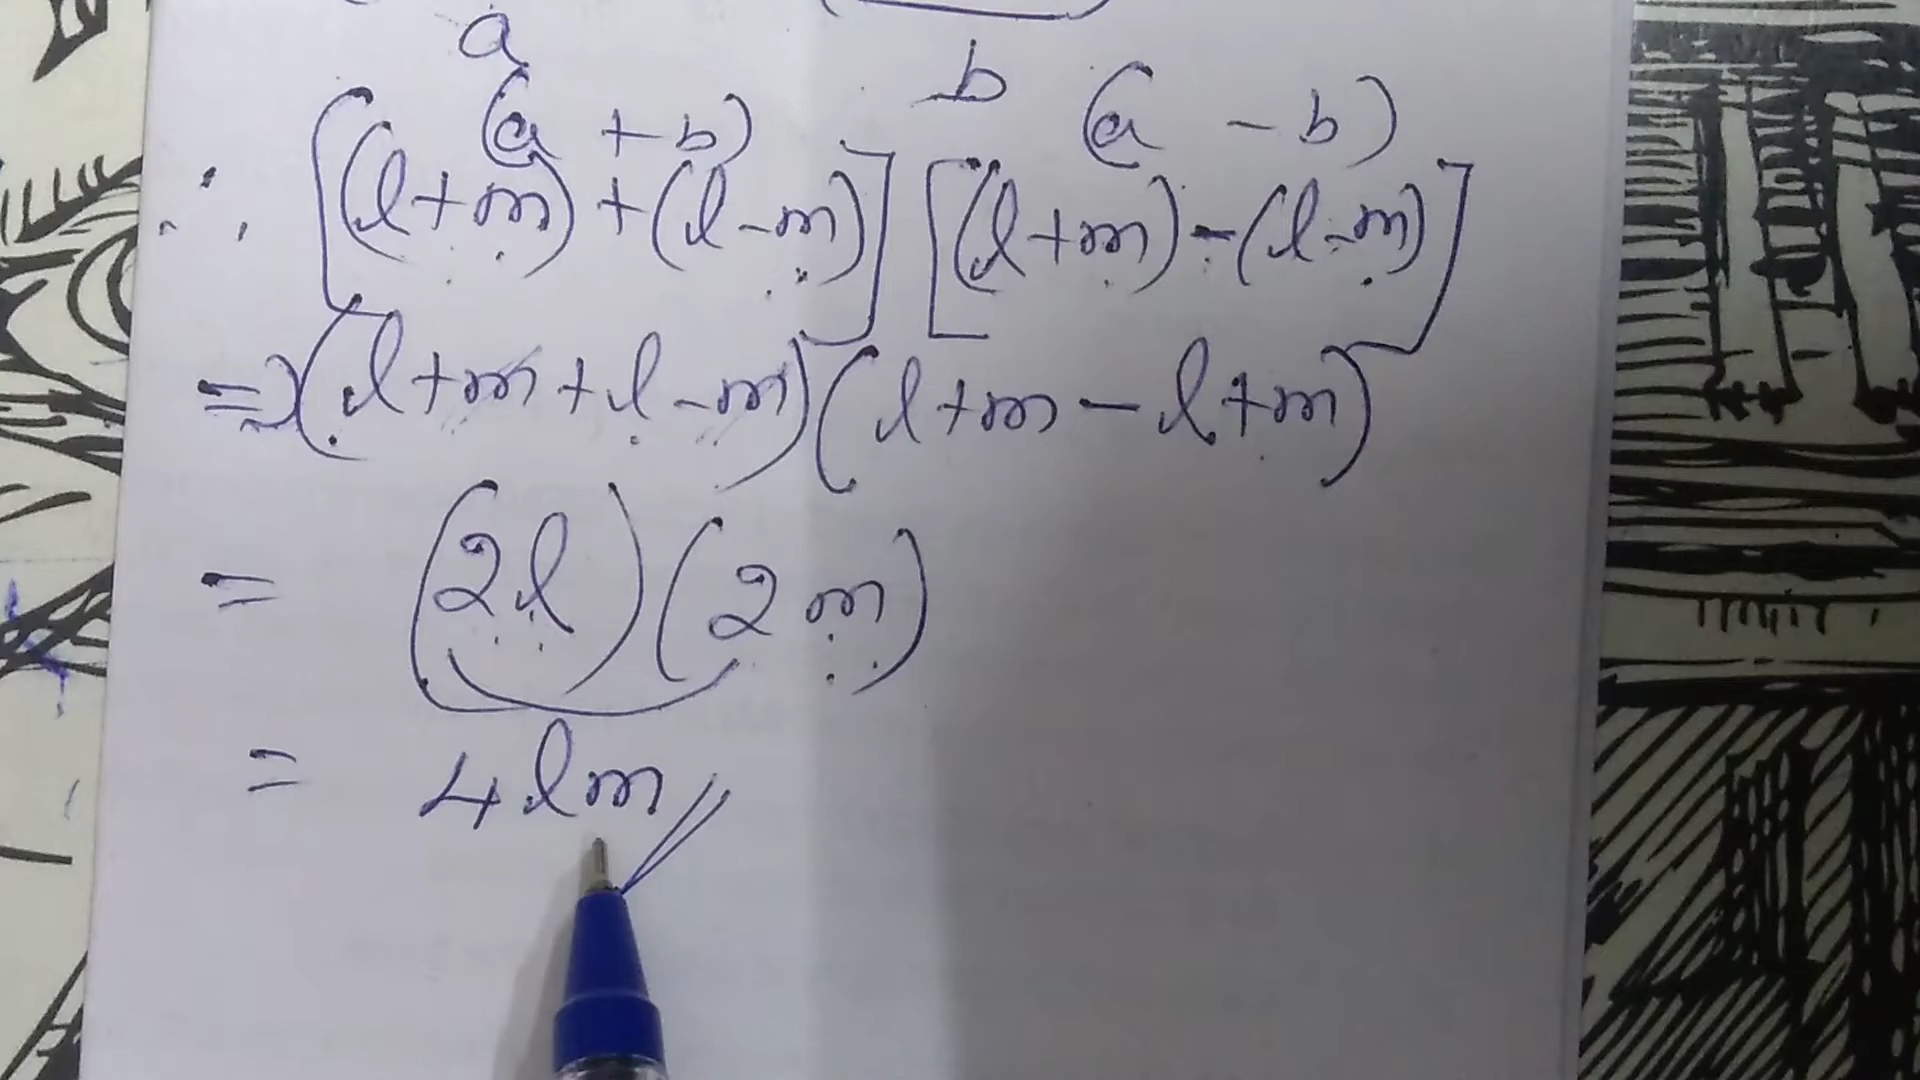 a b
(a + b) (a - b)
∴ [(l+m)+(l-m)] [(l+m)-(l-m)]
=> (l+m+l-m)(l+m-l+m)
= (2l)(2m)
= 4lm //